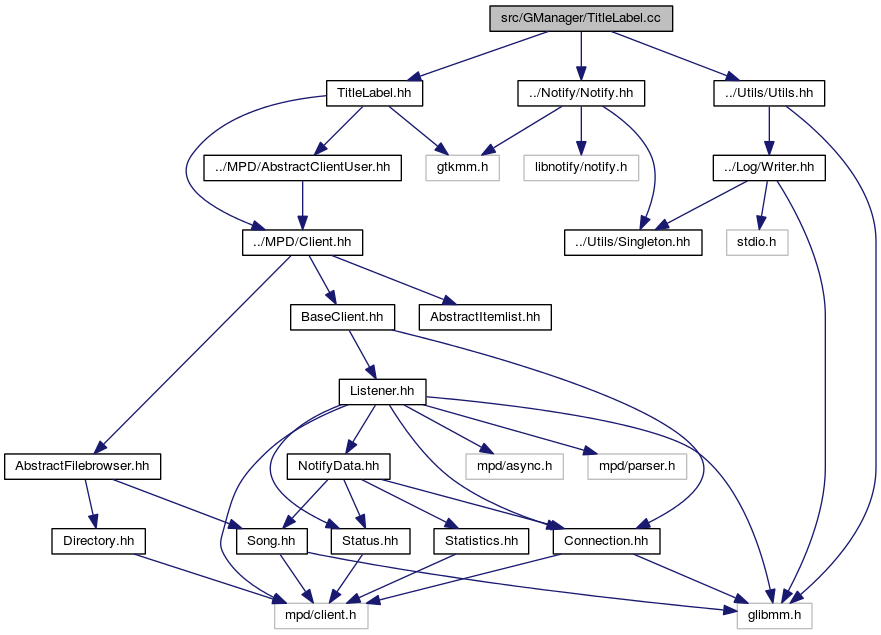 src/GManager/TitleLabel.cc
TitleLabel.hh
../Notify/Notify.hh
../Utils/Utils.hh
../MPD/AbstractClientUser.hh
gtkmm.h
libnotify/notify.h
../Log/Writer.hh
../MPD/Client.hh
../Utils/Singleton.hh
stdio.h
BaseClient.hh
AbstractItemlist.hh
Listener.hh
AbstractFilebrowser.hh
NotifyData.hh
mpd/async.h
mpd/parser.h
Directory.hh
Song.hh
Status.hh
Statistics.hh
Connection.hh
mpd/client.h
glibmm.h